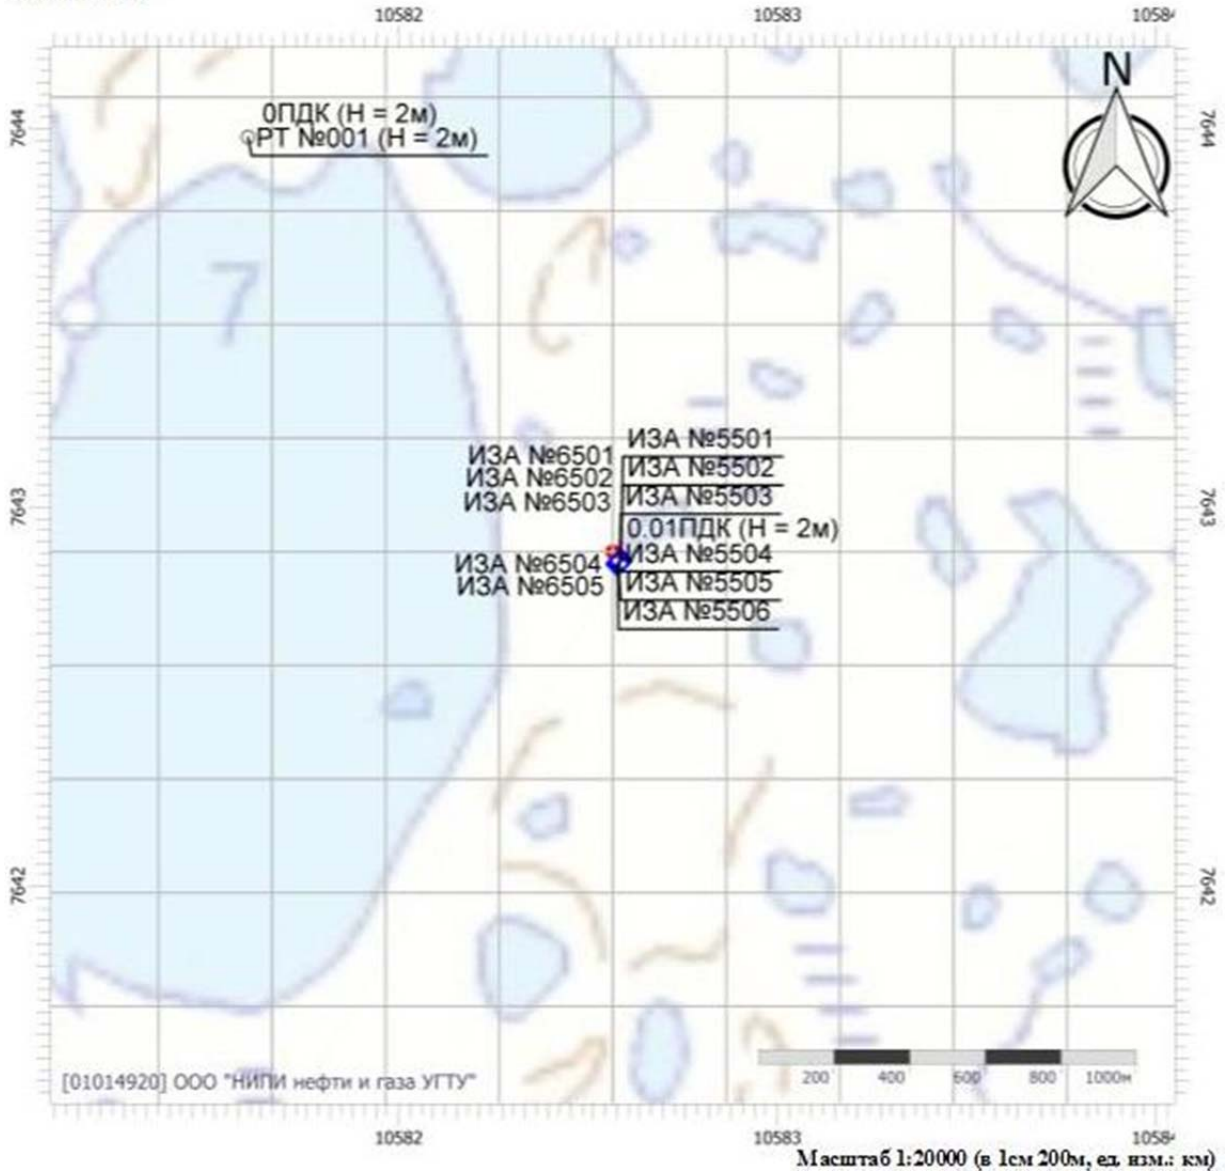 10582 10583 1058
N
0ПДК (Н = 2м)
РТ №001 (Н = 2м)
7644 7644
7
ИЗА №6501
ИЗА №6502
ИЗА №6503
ИЗА №5501
ИЗА №5502
ИЗА №5503
0.01ПДК (Н = 2м)
7643 7643
ИЗА №6504
ИЗА №6505
ИЗА №5504
ИЗА №5505
ИЗА №5506
7642 7642
[01014920] ООО "НИПИ нефти и газа УГТУ"
200 400 600 800 1000м
10582 10583 1058
Масштаб 1:20000 (в 1см 200м, ед. изм.: км)